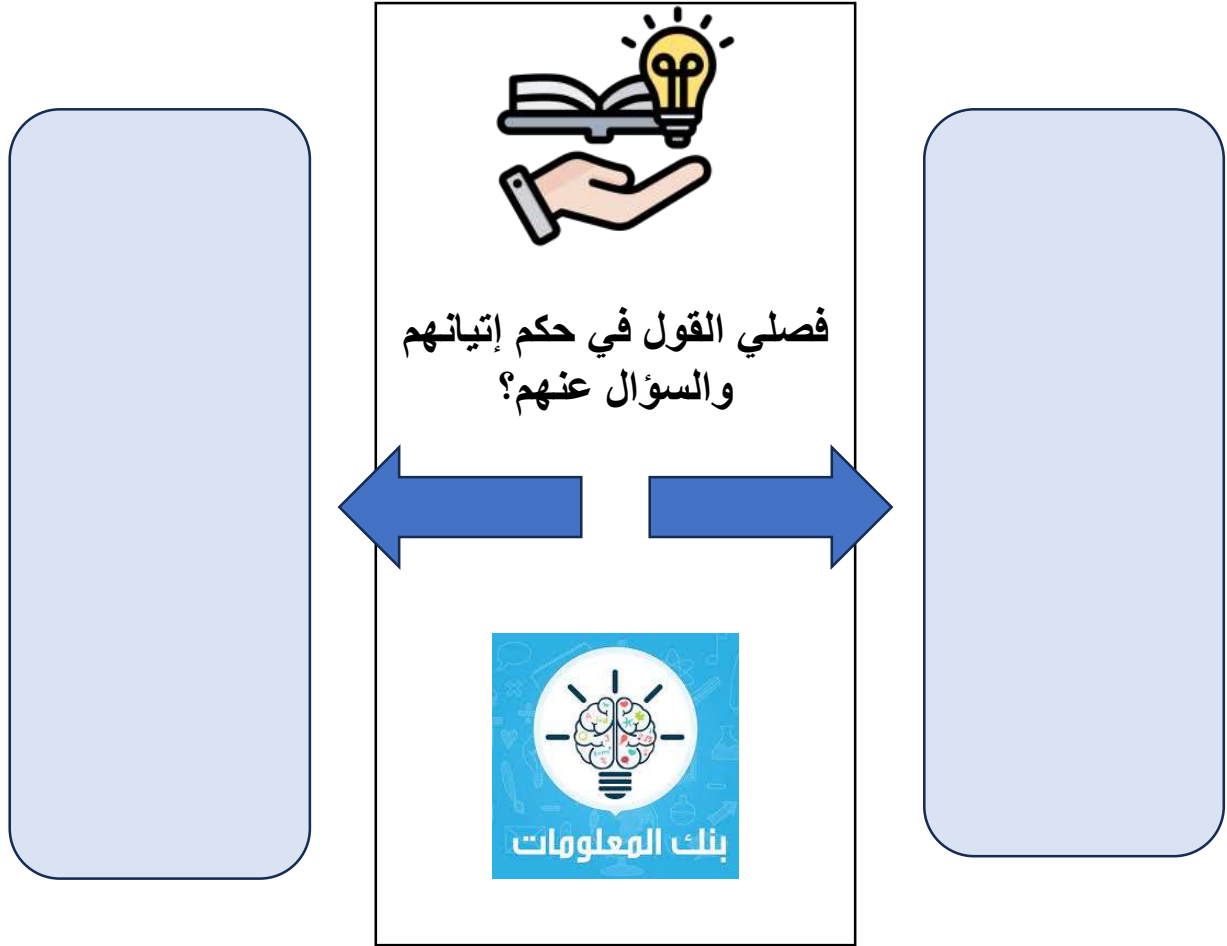 فصلي القول في حكم إتيانهم
والسؤال عنهم؟
بنك المعلومات